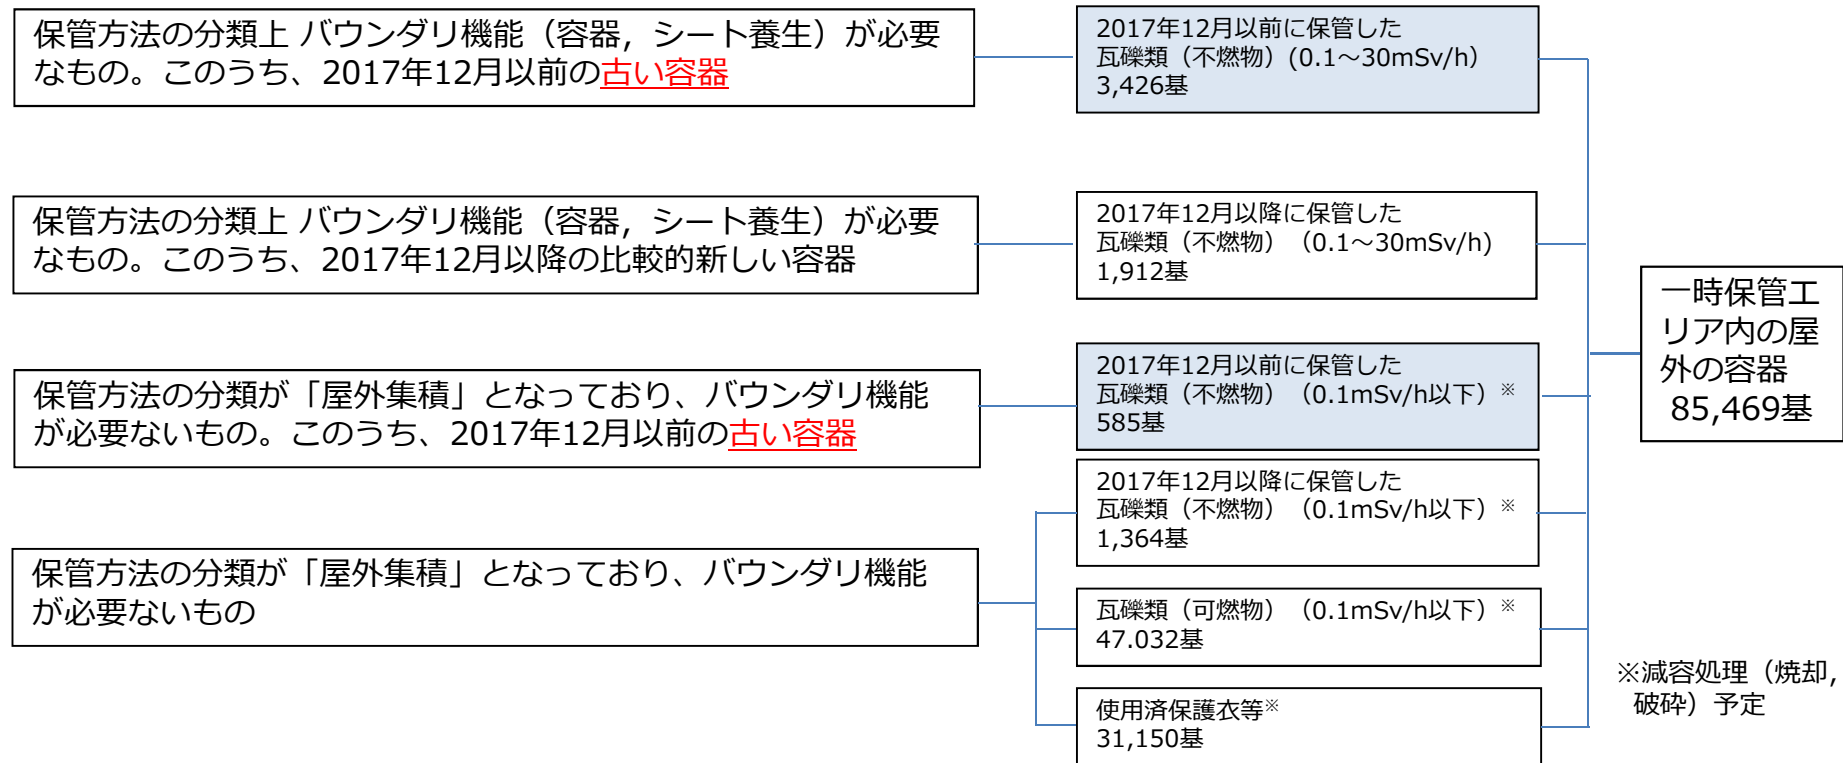 保管方法の分類上 バウンダリ機能（容器，シート養生）が必要
なもの。このうち、2017年12月以前の古い容器
2017年12月以前に保管した
瓦礫類（不燃物）(0.1～30mSv/h）
3,426基
保管方法の分類上 バウンダリ機能（容器，シート養生）が必要
なもの。このうち、2017年12月以降の比較的新しい容器
2017年12月以降に保管した
瓦礫類（不燃物）（0.1～30mSv/h)
1,912基
保管方法の分類が「屋外集積」となっており、バウンダリ機能
が必要ないもの。このうち、2017年12月以前の古い容器
2017年12月以前に保管した
瓦礫類（不燃物）（0.1mSv/h以下）※
585基
保管方法の分類が「屋外集積」となっており、バウンダリ機能
が必要ないもの
2017年12月以降に保管した
瓦礫類（不燃物）（0.1mSv/h以下）※
1,364基
瓦礫類（可燃物）（0.1mSv/h以下）※
47.032基
使用済保護衣等※
31,150基
一時保管エ
リア内の屋
外の容器
85,469基
※減容処理（焼却，
破砕）予定